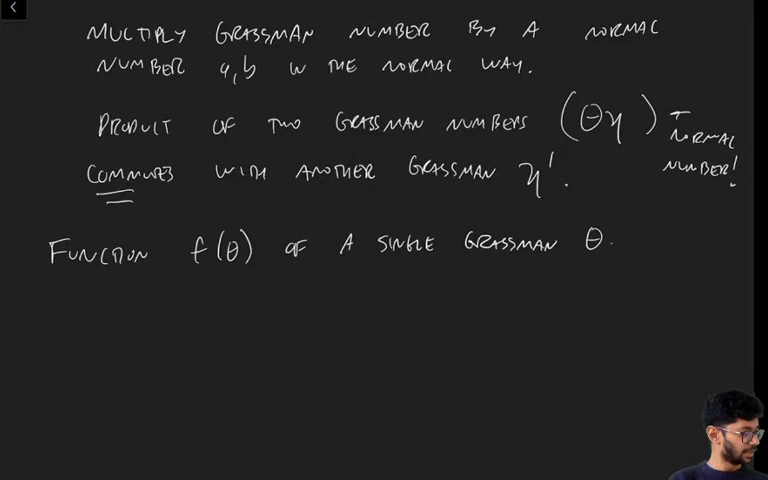 MULTIPLY GRASSMAN NUMBER BY A NORMAL
NUMBER a,b IN THE NORMAL WAY.
PRODUCT OF TWO GRASSMAN NUMBERS (θη) ← NORMAL NUMBER!
COMMUTES WITH ANOTHER GRASSMAN η'.
FUNCTION f(θ) OF A SINGLE GRASSMAN θ.